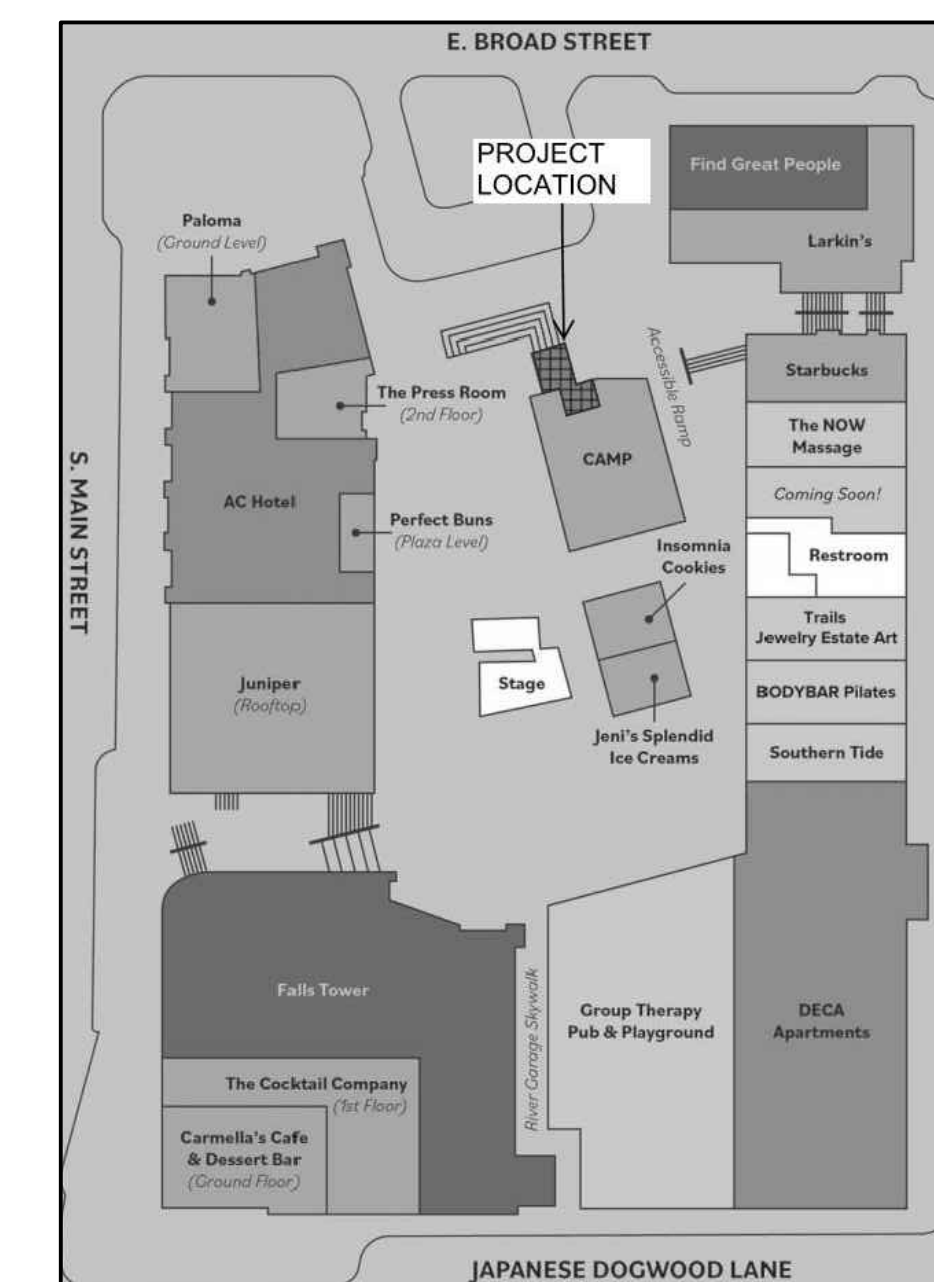 E. BROAD STREET
PROJECT
LOCATION
Find Great People
Paloma
(Ground Level)
Larkin's
Accessible Ramp
Starbucks
The Press Room
(2nd Floor)
The NOW
Massage
CAMP
S. MAIN STREET
AC Hotel
Coming Soon!
Perfect Buns
(Plaza Level)
Insomnia
Cookies
Restroom
Trails
Jewelry Estate Art
Juniper
(Rooftop)
Stage
BODYBAR Pilates
Jeni's Splendid
Ice Creams
Southern Tide
Falls Tower
River Garage Skywalk
Group Therapy
Pub & Playground
DECA
Apartments
The Cocktail Company
(1st Floor)
Carmella's Cafe
& Dessert Bar
(Ground Floor)
JAPANESE DOGWOOD LANE